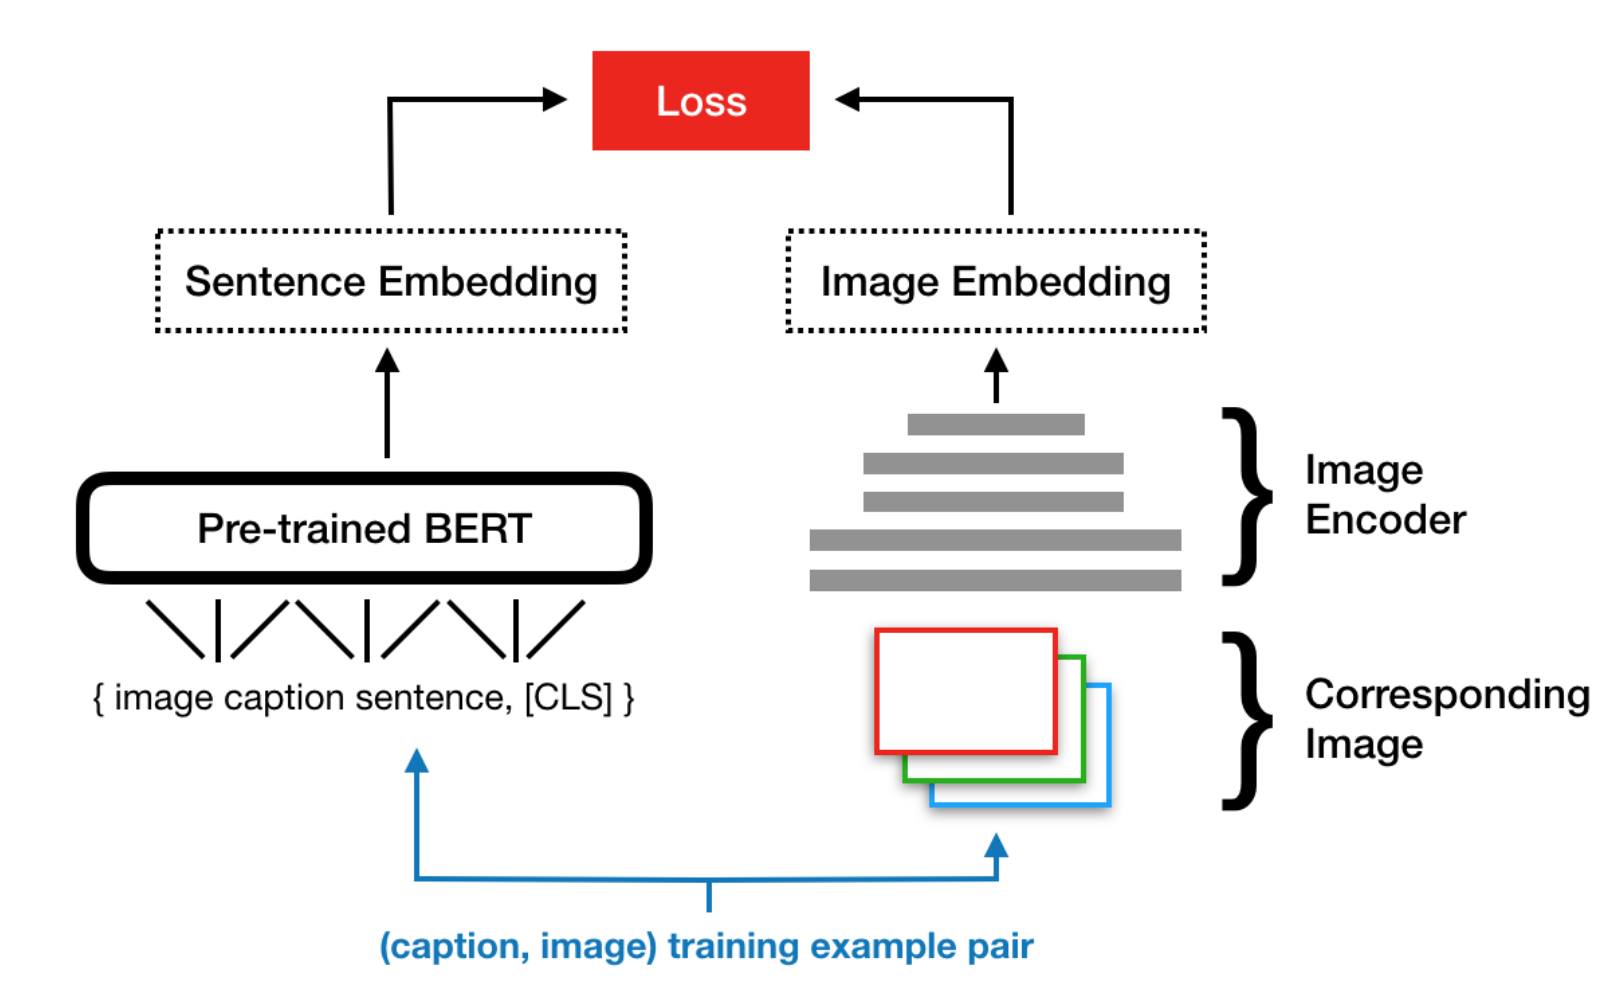 Loss
Sentence Embedding
Image Embedding
Image
Encoder
Pre-trained BERT
{ image caption sentence, [CLS] }
Corresponding
Image
(caption, image) training example pair